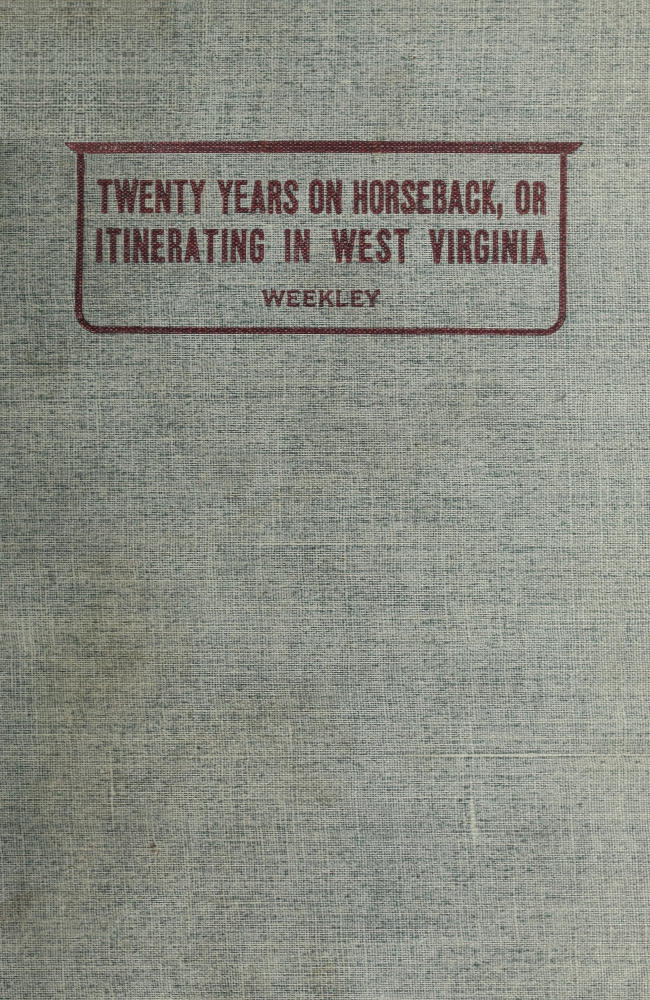 TWENTY YEARS ON HORSEBACK, OR
ITINERATING IN WEST VIRGINIA
WEEKLEY